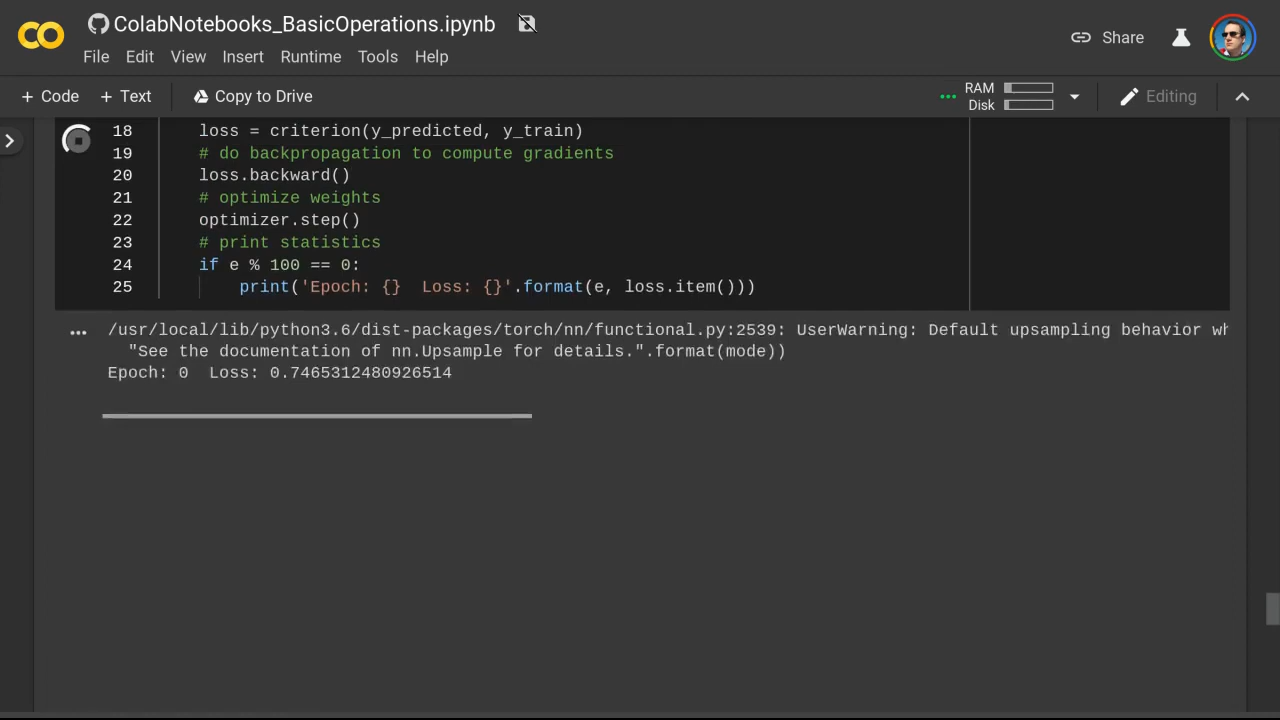 ColabNotebooks_BasicOperations.ipynb
File Edit View Insert Runtime Tools Help
Share
+ Code + Text Copy to Drive
RAM
Disk
Editing
18 loss = criterion(y_predicted, y_train)
19 # do backpropagation to compute gradients
20 loss.backward()
21 # optimize weights
22 optimizer.step()
23 # print statistics
24 if e % 100 == 0:
25 print('Epoch: {}  Loss: {}'.format(e, loss.item()))
/usr/local/lib/python3.6/dist-packages/torch/nn/functional.py:2539: UserWarning: Default upsampling behavior wh
"See the documentation of nn.Upsample for details.".format(mode))
Epoch: 0  Loss: 0.7465312480926514